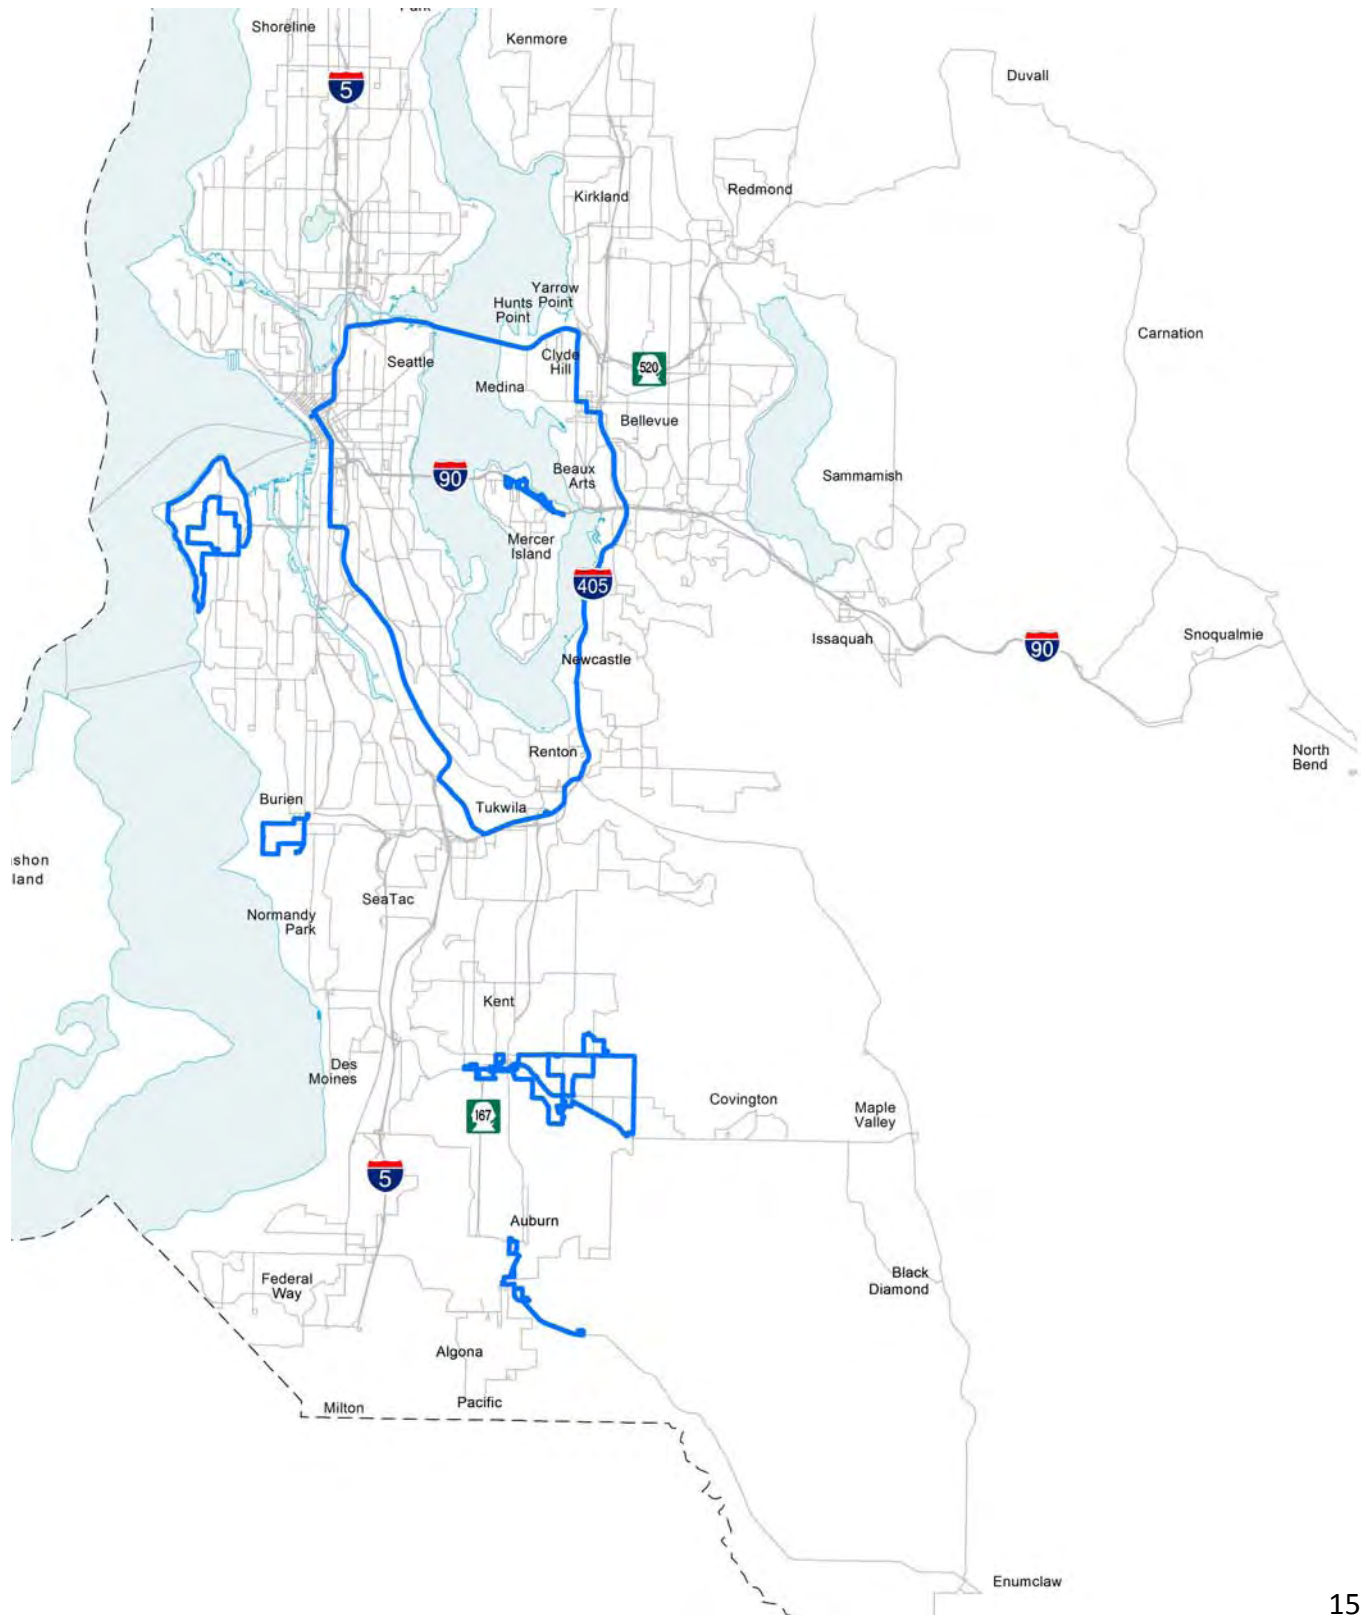 Shoreline
Kenmore
5
Duvall
Kirkland
Redmond
Yarrow
Point
Hunts
Point
Carnation
Seattle
Clyde
Hill
520
Medina
Bellevue
90
Beaux
Arts
Sammamish
Mercer
Island
405
Issaquah
90
Snoqualmie
Newcastle
Renton
North
Bend
Burien
Tukwila
shon
land
SeaTac
Normandy
Park
Kent
Des
Moines
Covington
Maple
Valley
167
5
Auburn
Federal
Way
Black
Diamond
Algona
Pacific
Milton
Enumclaw
15